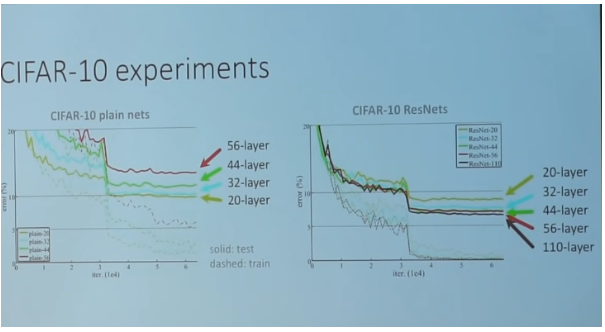 CIFAR-10 experiments
CIFAR-10 plain nets
20
10
5
0
error (%)
plain-20
plain-32
plain-44
plain-56
0 1 2 3 4 5 6
iter. (1e4)
56-layer
44-layer
32-layer
20-layer
solid: test
dashed: train
CIFAR-10 ResNets
20
10
5
0
error (%)
ResNet-20
ResNet-32
ResNet-44
ResNet-56
ResNet-110
0 1 2 3 4 5 6
iter. (1e4)
20-layer
32-layer
44-layer
56-layer
110-layer